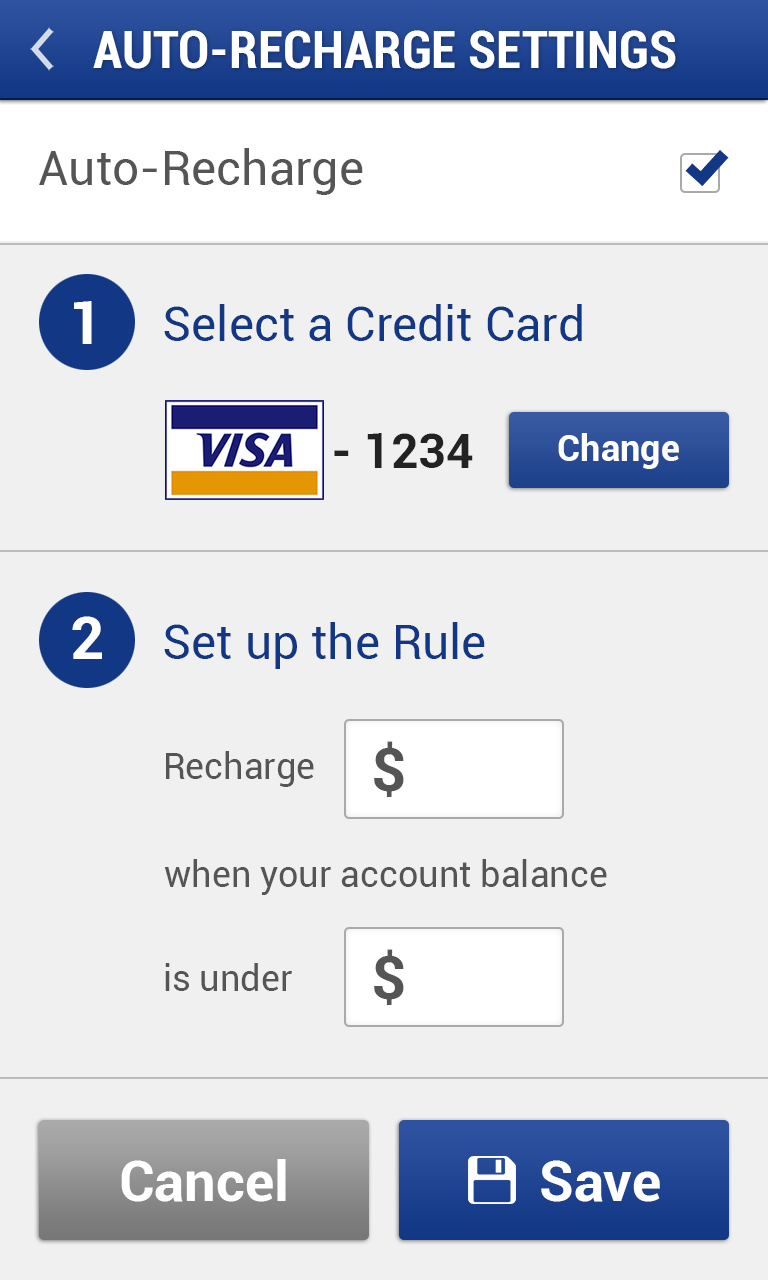 AUTO-RECHARGE SETTINGS
Auto-Recharge
1 Select a Credit Card
VISA - 1234 Change
2 Set up the Rule
Recharge $
when your account balance
is under $
Cancel Save